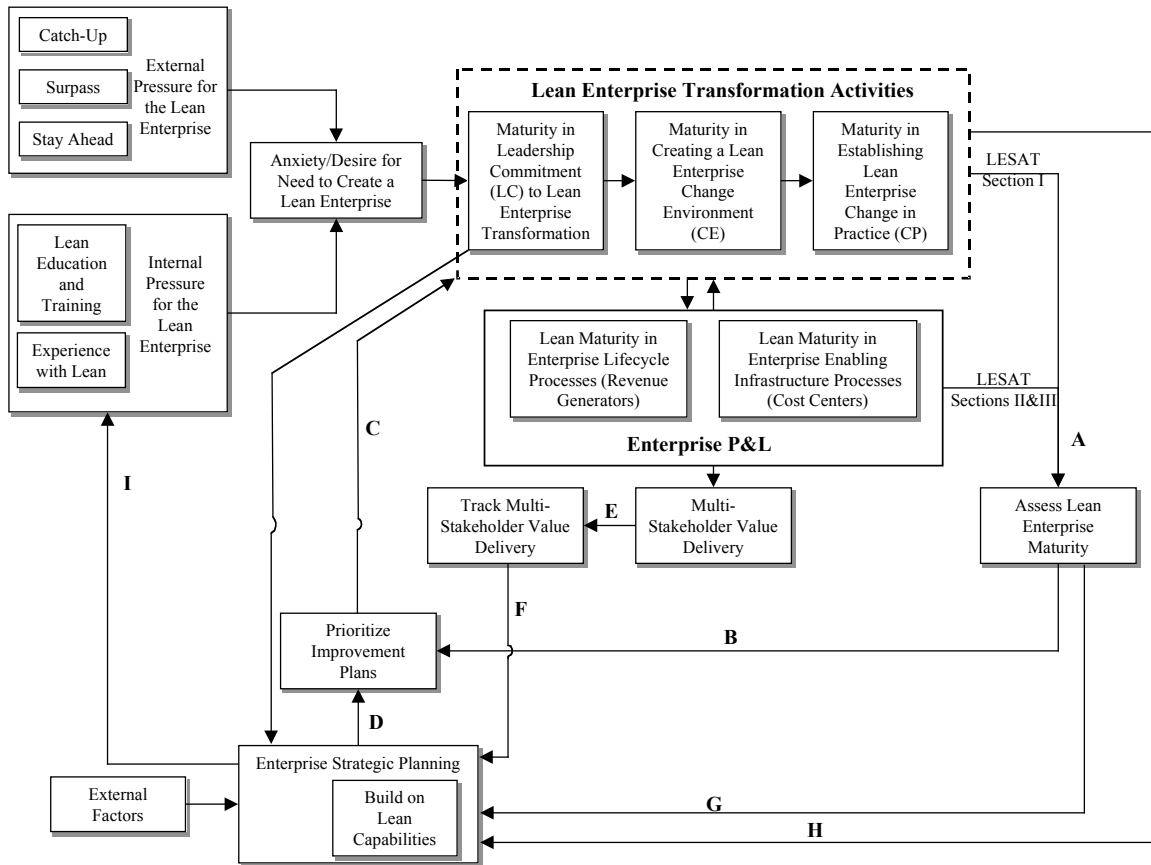 Catch-Up
Surpass
Stay Ahead
External
Pressure for
the Lean
Enterprise
Lean
Education
and
Training
Experience
with Lean
Internal
Pressure
for the
Lean
Enterprise
Anxiety/Desire for
Need to Create a
Lean Enterprise
Lean Enterprise Transformation Activities
Maturity in
Leadership
Commitment
(LC) to Lean
Enterprise
Transformation
Maturity in
Creating a Lean
Enterprise
Change
Environment
(CE)
Maturity in
Establishing
Lean
Enterprise
Change in
Practice (CP)
LESAT
Section I
Lean Maturity in
Enterprise Lifecycle
Processes (Revenue
Generators)
Lean Maturity in
Enterprise Enabling
Infrastructure Processes
(Cost Centers)
Enterprise P&L
LESAT
Sections II&III
A
C
I
Track Multi-
Stakeholder Value
Delivery
E
Multi-
Stakeholder Value
Delivery
Assess Lean
Enterprise
Maturity
F
B
Prioritize
Improvement
Plans
D
Enterprise Strategic Planning
Build on
Lean
Capabilities
External
Factors
G
H